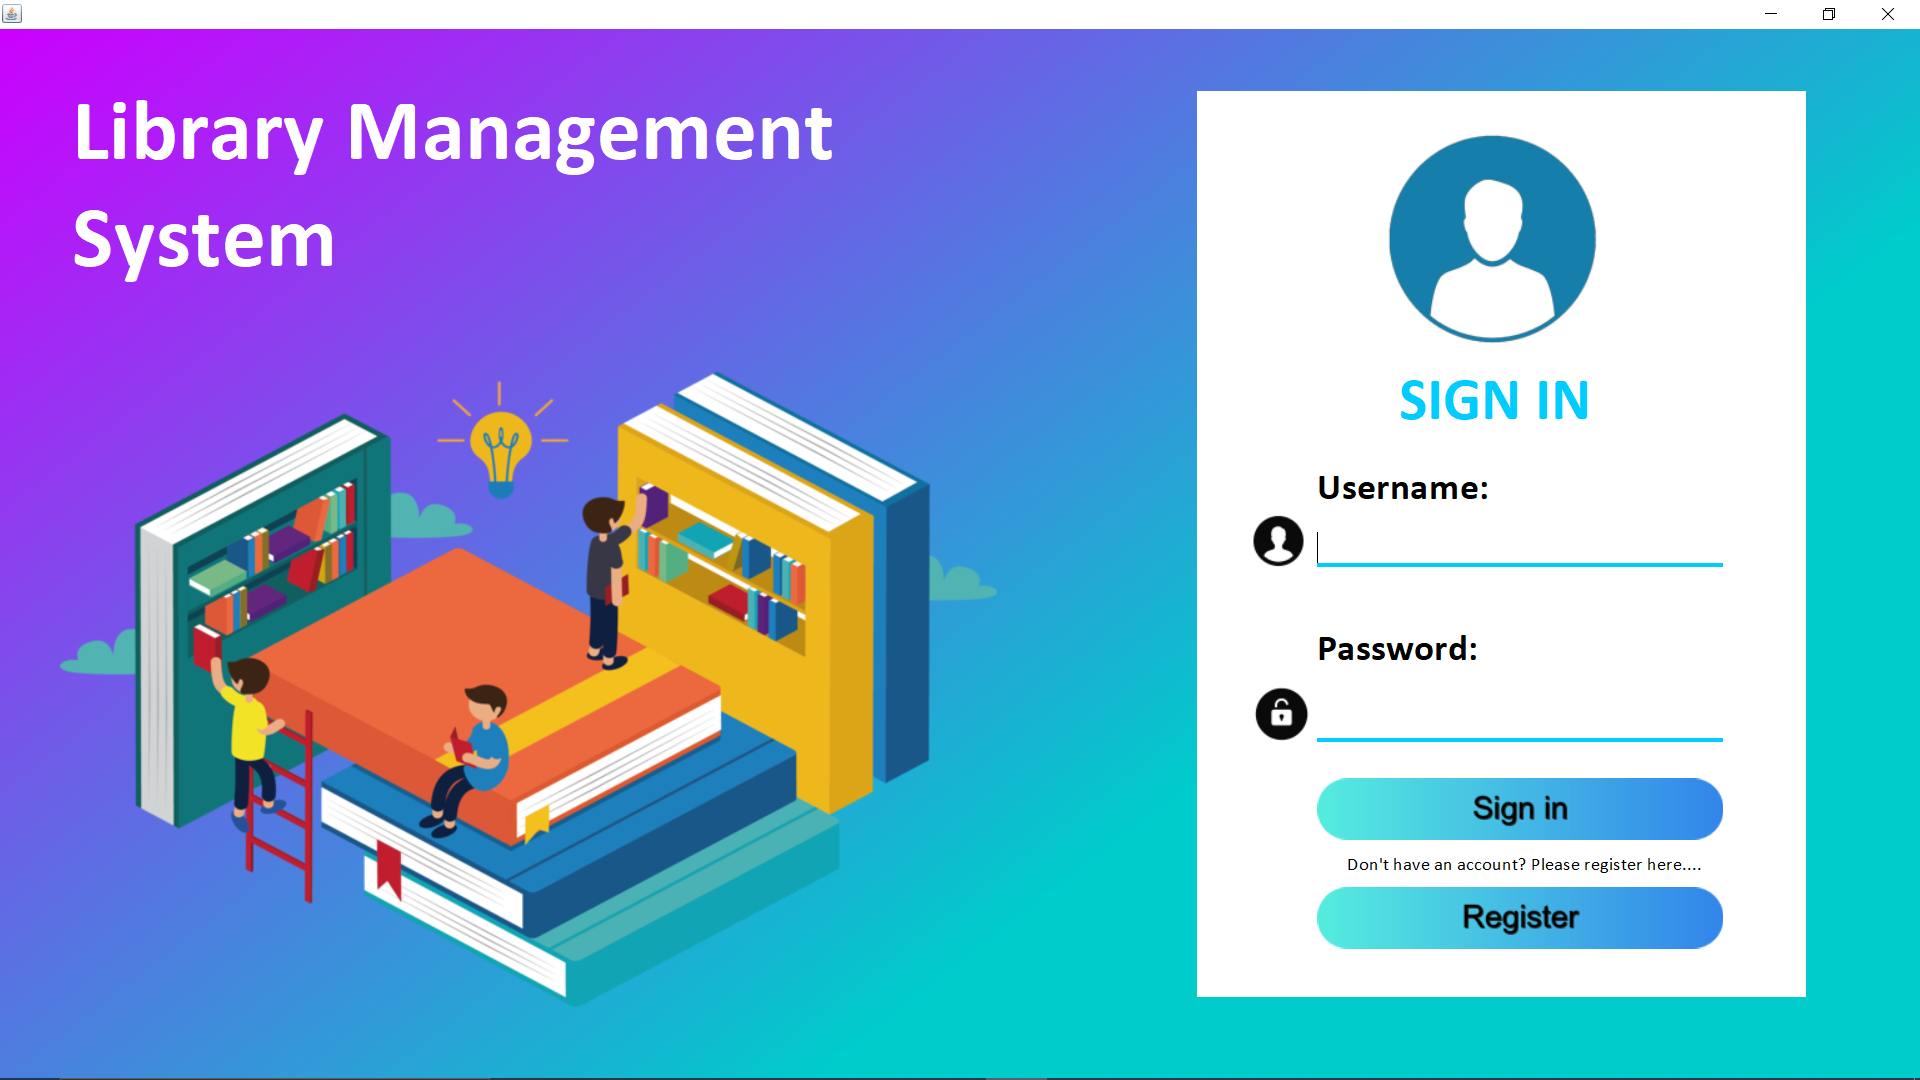 Library Management
System
SIGN IN
Username:
Password:
Sign in
Don't have an account? Please register here....
Register